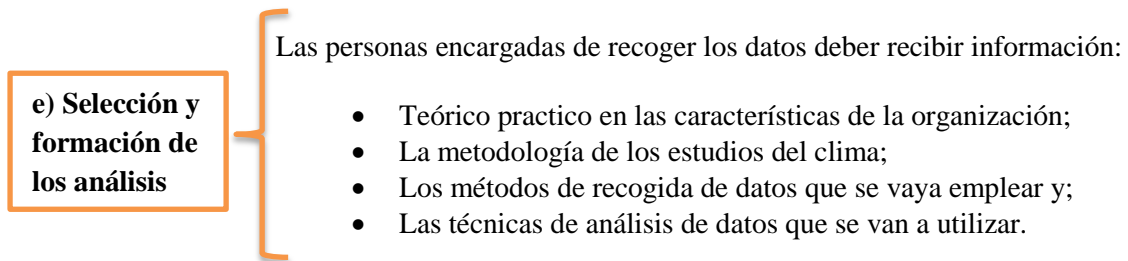 e) Selección y
formación de
los análisis
Las personas encargadas de recoger los datos deber recibir información:
• Teórico practico en las características de la organización;
• La metodología de los estudios del clima;
• Los métodos de recogida de datos que se vaya emplear y;
• Las técnicas de análisis de datos que se van a utilizar.